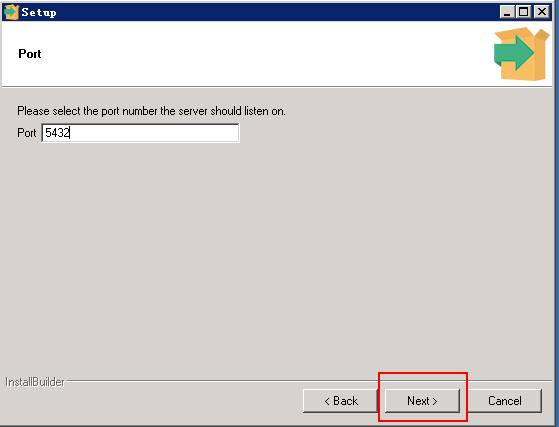 Setup
Port
Please select the port number the server should listen on.
Port 5432
InstallBuilder
< Back Next > Cancel